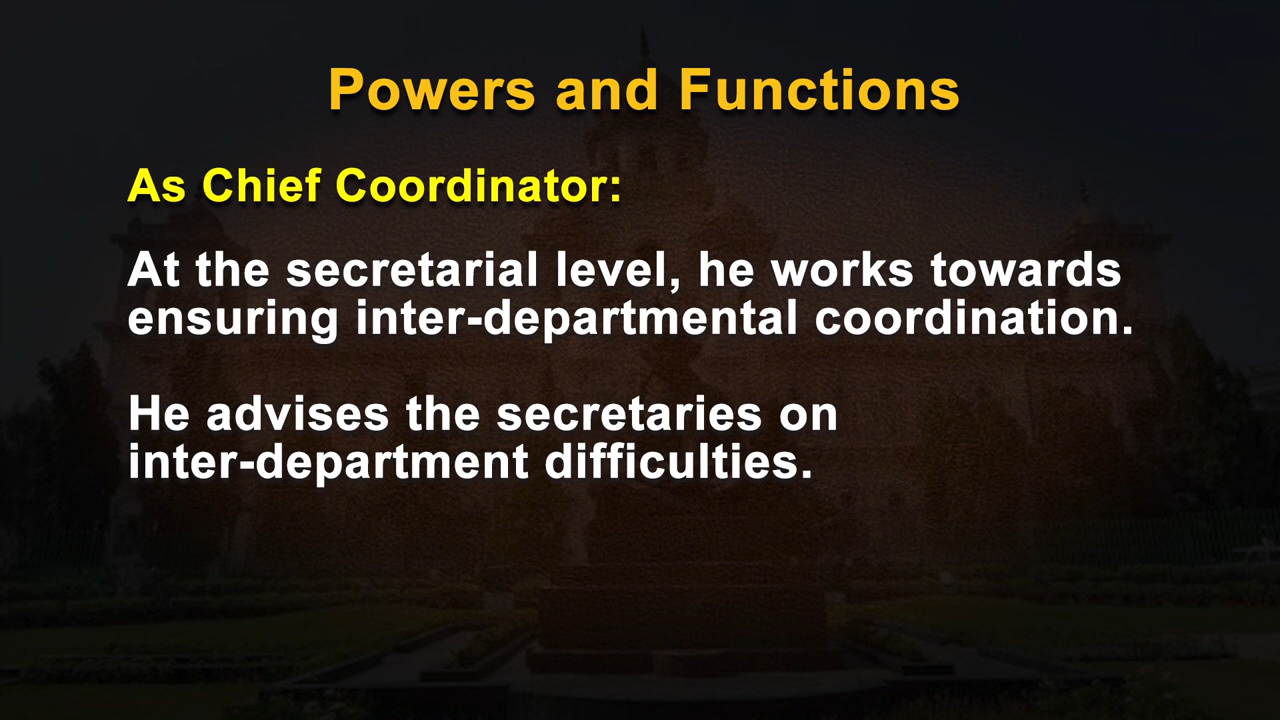 Powers and Functions
As Chief Coordinator:
At the secretarial level, he works towards
ensuring inter-departmental coordination.
He advises the secretaries on
inter-department difficulties.